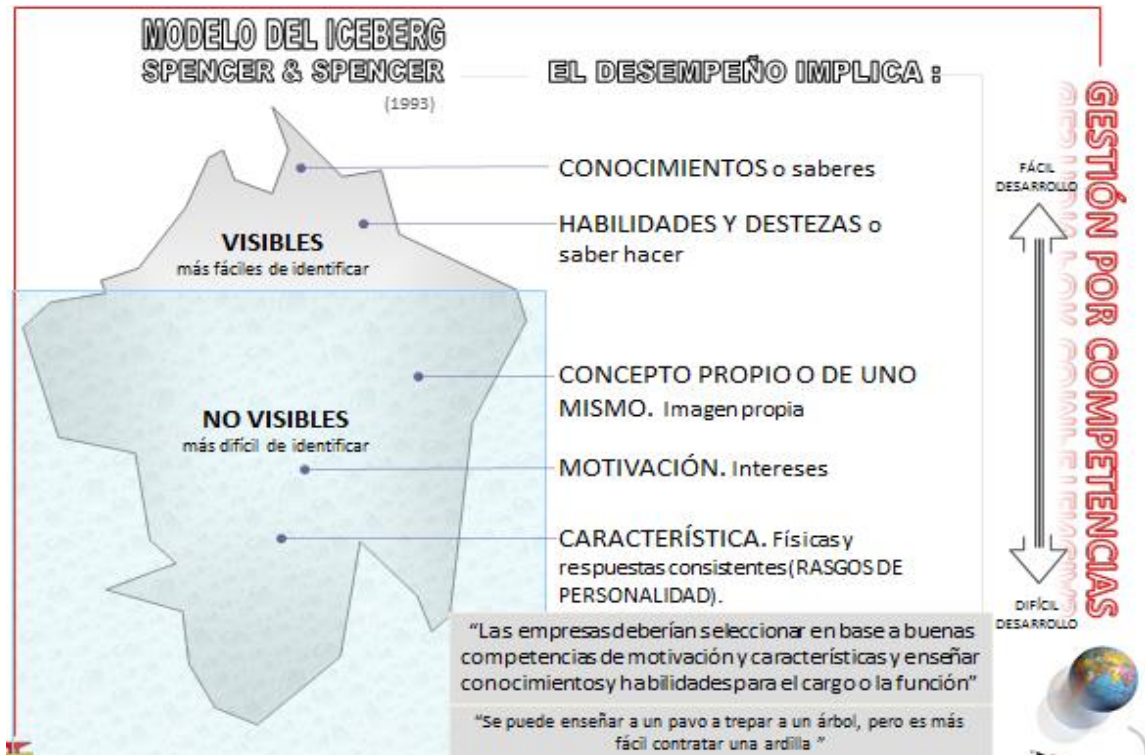 MODELO DEL ICEBERG
SPENCER & SPENCER
(1993)
EL DESEMPEÑO IMPLICA :
CONOCIMIENTOS o saberes
HABILIDADES Y DESTEZAS o
saber hacer
VISIBLES
más fáciles de identificar
CONCEPTO PROPIO O DE UNO
MISMO. Imagen propia
NO VISIBLES
más difícil de identificar
MOTIVACIÓN. Intereses
CARACTERÍSTICA. Físicas y
respuestas consistentes (RASGOS DE
PERSONALIDAD).
"Las empresas deberían seleccionar en base a buenas
competencias de motivación y características y enseñar
conocimientos y habilidades para el cargo o la función"
"Se puede enseñar a un pavo a trepar a un árbol, pero es más
fácil contratar una ardilla "
FÁCIL
DESARROLLO
DIFÍCIL
DESARROLLO
GESTIÓN POR COMPETENCIAS